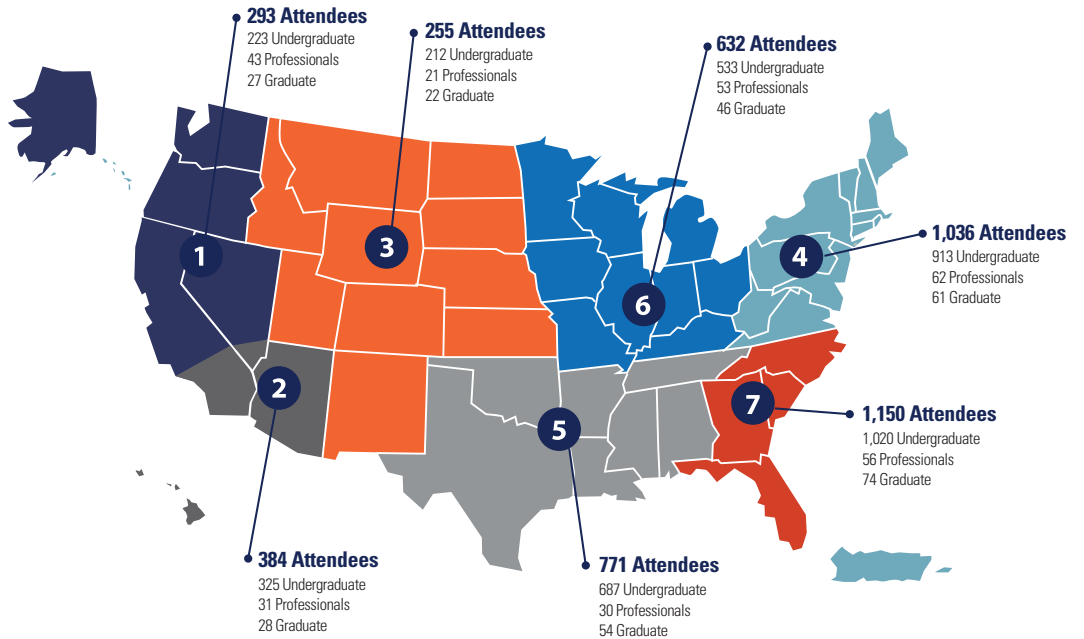 293 Attendees
223 Undergraduate
43 Professionals
27 Graduate
255 Attendees
212 Undergraduate
21 Professionals
22 Graduate
632 Attendees
533 Undergraduate
53 Professionals
46 Graduate
1
3
6
4
1,036 Attendees
913 Undergraduate
62 Professionals
61 Graduate
2
5
7
1,150 Attendees
1,020 Undergraduate
56 Professionals
74 Graduate
384 Attendees
325 Undergraduate
31 Professionals
28 Graduate
771 Attendees
687 Undergraduate
30 Professionals
54 Graduate